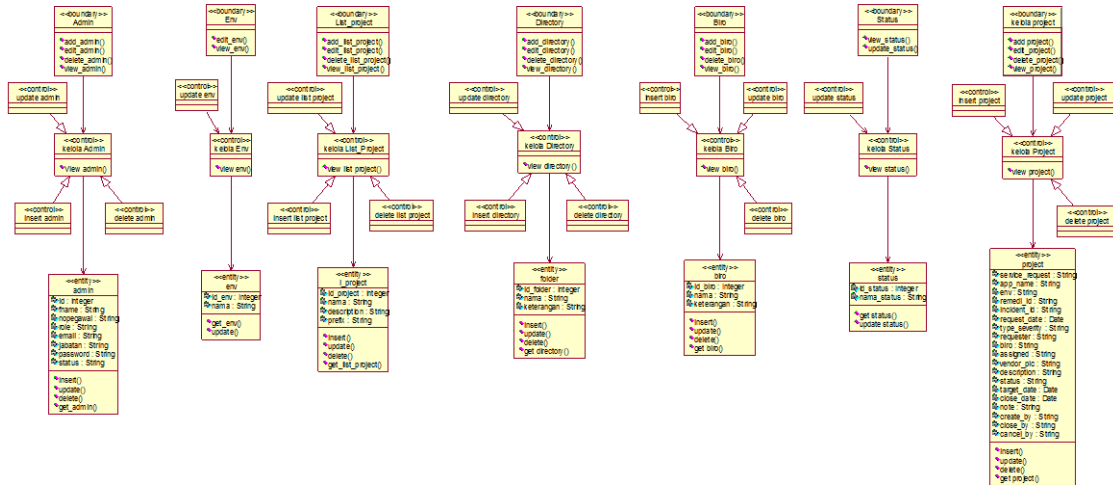 <<boundary>>
Admin
add_admin()
edit_admin()
delete_admin()
view_admin()
<<control>>
update admin
<<control>>
kelola Admin
view admin()
<<control>>
insert admin
<<control>>
delete admin
<<entity>>
admin
id : Integer
fname : String
nopegawai : String
role : String
email : String
jabatan : String
password : String
status : String
insert()
update()
delete()
get_admin()
<<boundary>>
Env
edit_env()
view_env()
<<control>>
update env
<<control>>
kelola Env
view env()
<<entity>>
env
id_env : Integer
nama : String
get_env()
update()
<<boundary>>
List_project
add_list_project()
edit_list_project()
delete_list_project()
view_list_project()
<<control>>
update list project
<<control>>
kelola List_Project
view list project()
<<control>>
insert list project
<<control>>
delete list project
<<entity>>
l_project
id_project : Integer
nama : String
description : String
prefix : String
insert()
update()
delete()
get_list_project()
<<boundary>>
Directory
add_directory()
edit_directory()
delete_directory()
view_directory()
<<control>>
update directory
<<control>>
kelola Directory
view directory()
<<control>>
insert directory
<<control>>
delete directory
<<entity>>
folder
id_folder : Integer
nama : String
keterangan : String
insert()
update()
delete()
get directory()
<<boundary>>
Biro
add_biro()
edit_biro()
delete_biro()
view_biro()
<<control>>
insert biro
<<control>>
update biro
<<control>>
kelola Biro
view biro()
<<control>>
delete biro
<<entity>>
biro
id_biro : Integer
nama : String
keterangan : String
insert()
update()
delete()
get biro()
<<boundary>>
Status
view_status()
update_status()
<<control>>
update status
<<control>>
kelola Status
view status()
<<entity>>
status
id_status : Integer
nama_status : String
get status()
update status()
<<boundary>>
kelola project
add project()
edit_project()
delete_project()
view_project()
<<control>>
insert project
<<control>>
update project
<<control>>
kelola Project
view project()
<<control>>
delete project
<<entity>>
project
service_request : String
app_name : String
env : String
remedi_id : String
incident_id : String
request_date : Date
type_severity : String
requester : String
biro : String
assigned : String
vendor_pic : String
description : String
status : String
target_date : Date
close_date : Date
note : String
create_by : String
close_by : String
cancel_by : String
insert()
update()
delete()
get project()